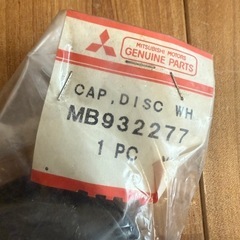 MITSUBISHI MOTORS
GENUINE PARTS
CAP, DISC WH
MB932277
1 PC